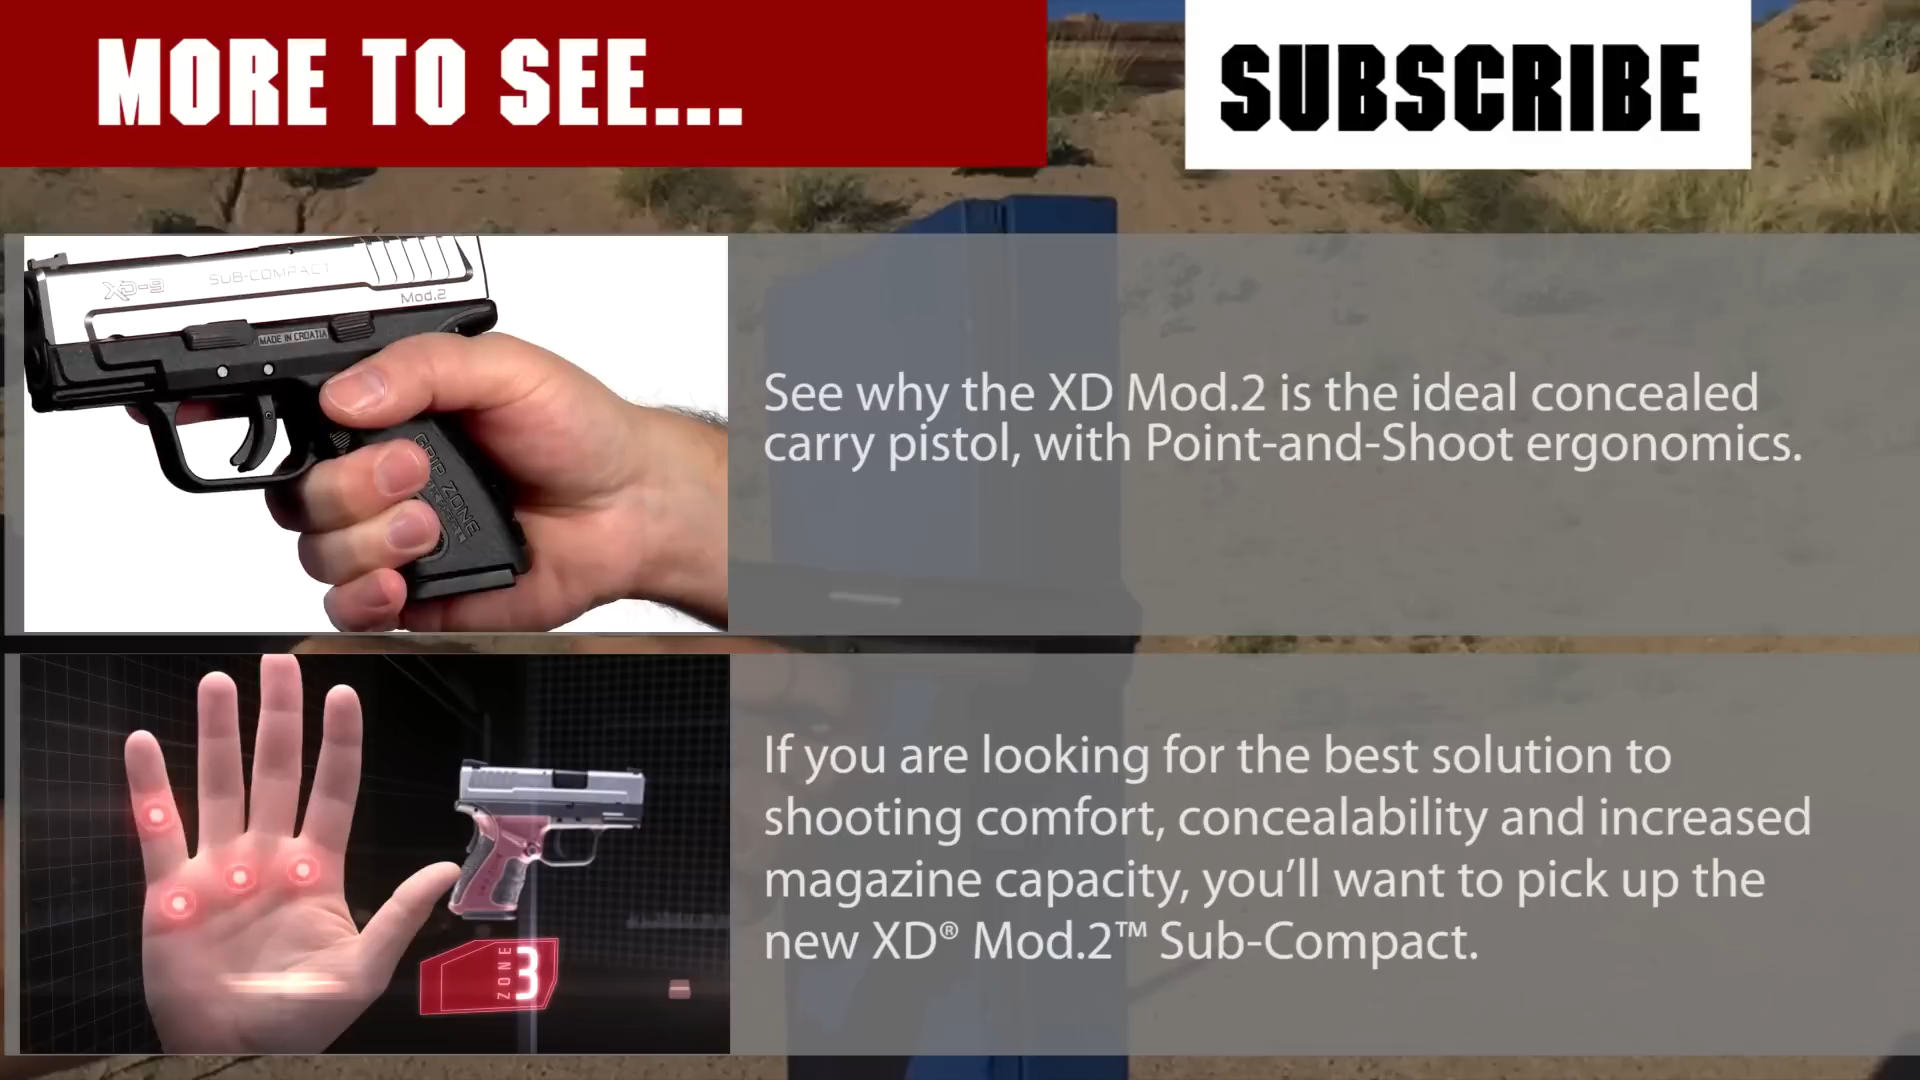 MORE TO SEE...
SUBSCRIBE
XD-9
SUB-COMPACT
Mod.2
MADE IN CROATIA
GRIP ZONE
See why the XD Mod.2 is the ideal concealed
carry pistol, with Point-and-Shoot ergonomics.
ZONE
3
If you are looking for the best solution to
shooting comfort, concealability and increased
magazine capacity, you’ll want to pick up the
new XD® Mod.2™ Sub-Compact.